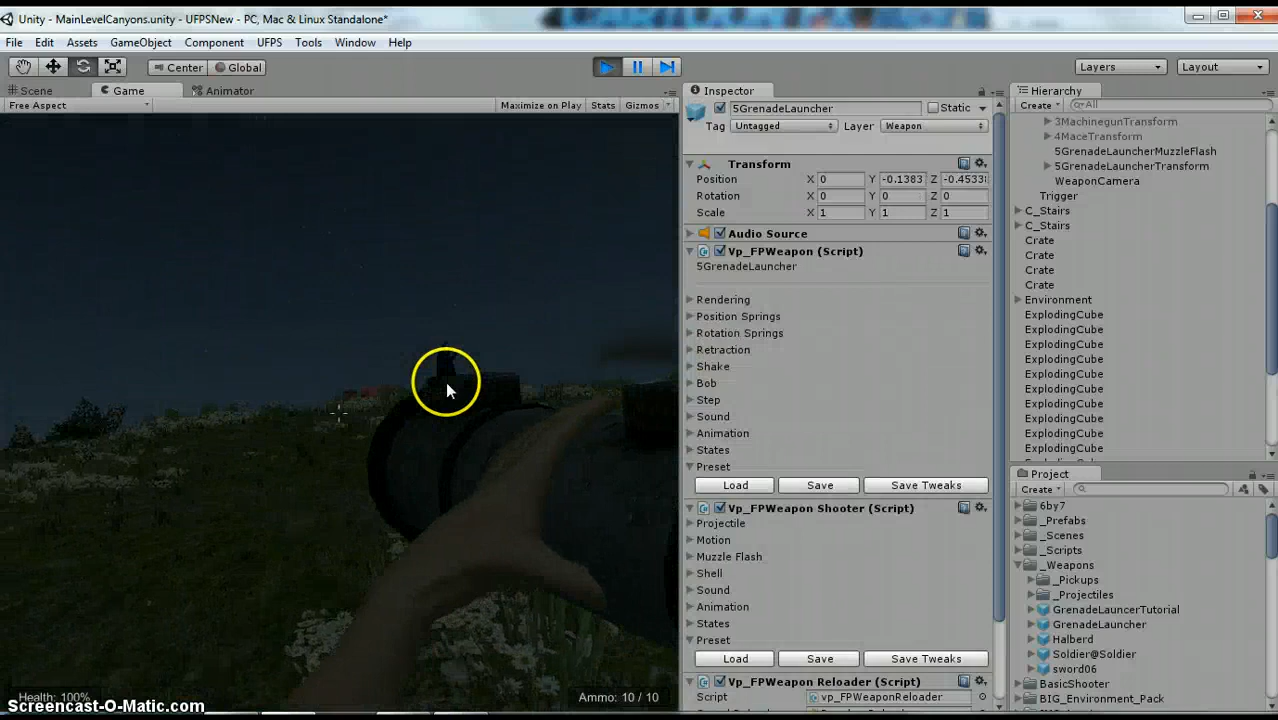 Unity - MainLevelCanyons.unity - UFPSNew - PC, Mac & Linux Standalone*
File Edit Assets GameObject Component UFPS Tools Window Help
Center Global Layers Layout
Scene Game Animator
Free Aspect Maximize on Play Stats Gizmos
Health: 100% Ammo: 10 / 10
Screencast-O-Matic.com
Inspector
5GrenadeLauncher Static
Tag Untagged Layer Weapon
Transform
Position X 0 Y -0.1383 Z -0.4533
Rotation X 0 Y 0 Z 0
Scale X 1 Y 1 Z 1
Audio Source
Vp_FPWeapon (Script)
5GrenadeLauncher
Rendering
Position Springs
Rotation Springs
Retraction
Shake
Bob
Step
Sound
Animation
States
Preset
Load Save Save Tweaks
Vp_FPWeapon Shooter (Script)
Projectile
Motion
Muzzle Flash
Shell
Sound
Animation
States
Preset
Load Save Save Tweaks
Vp_FPWeapon Reloader (Script)
Script vp_FPWeaponReloader
Hierarchy
Create All
3MachinegunTransform
4MaceTransform
5GrenadeLauncherMuzzleFlash
5GrenadeLauncherTransform
WeaponCamera
Trigger
C_Stairs
C_Stairs
Crate
Crate
Crate
Crate
Environment
ExplodingCube
ExplodingCube
ExplodingCube
ExplodingCube
ExplodingCube
ExplodingCube
ExplodingCube
ExplodingCube
ExplodingCube
Project
Create
6by7
_Prefabs
_Scenes
_Scripts
_Weapons
_Pickups
_Projectiles
GrenadeLauncerTutorial
GrenadeLauncher
Halberd
Soldier@Soldier
sword06
BasicShooter
BIG_Environment_Pack